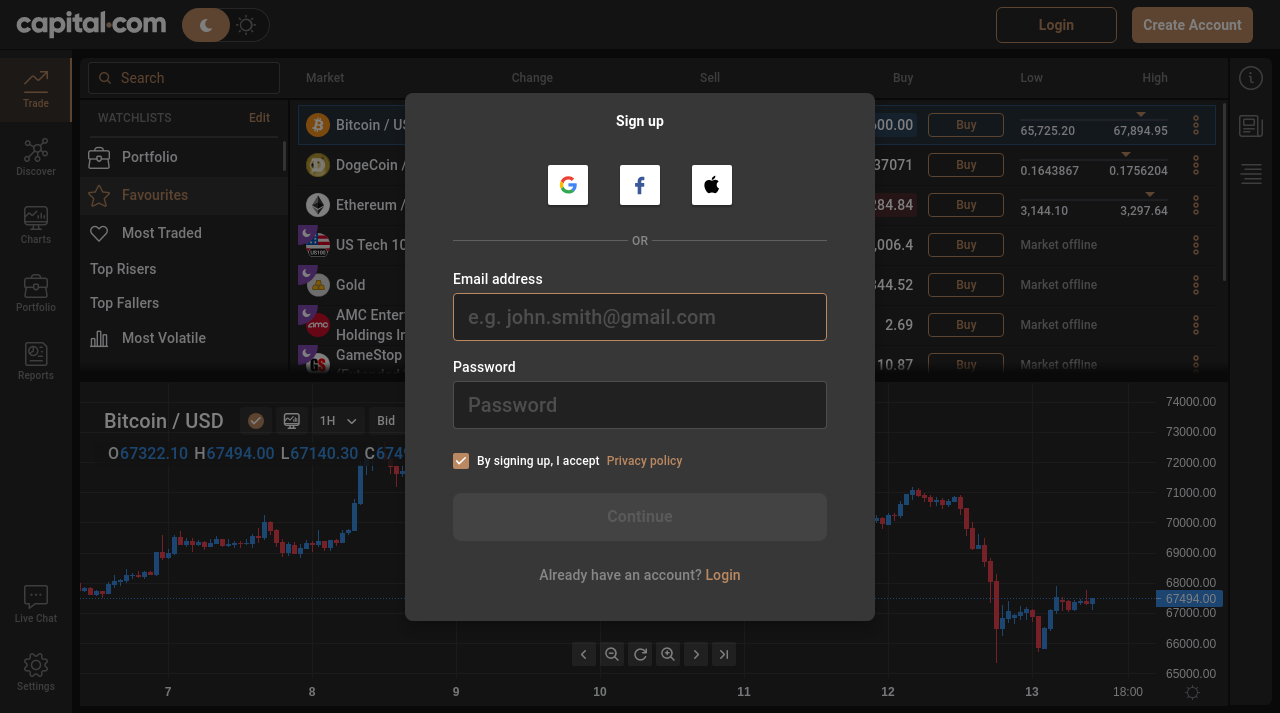 capital.com
Login
Create Account
Trade
Discover
Charts
Portfolio
Reports
Live Chat
Settings
Search
WATCHLISTS Edit
Portfolio
Favourites
Most Traded
Top Risers
Top Fallers
Most Volatile
Market Change Sell Buy Low High
Bitcoin / US 00.00 Buy 65,725.20 67,894.95
DogeCoin / 37071 Buy 0.1643867 0.1756204
Ethereum / 284.84 Buy 3,144.10 3,297.64
US Tech 10 ,006.4 Buy Market offline
US100
Gold 344.52 Buy Market offline
AMC Enter
Holdings In
amc
2.69 Buy Market offline
GameStop
10.87 Buy Market offline
Sign up
OR
Email address
e.g. john.smith@gmail.com
Password
Password
By signing up, I accept Privacy policy
Continue
Already have an account? Login
Bitcoin / USD 1H Bid
O67322.10 H67494.00 L67140.30 C6749
74000.00
73000.00
72000.00
71000.00
70000.00
69000.00
68000.00
67494.00
67000.00
66000.00
65000.00
7 8 9 10 11 12 13 18:00